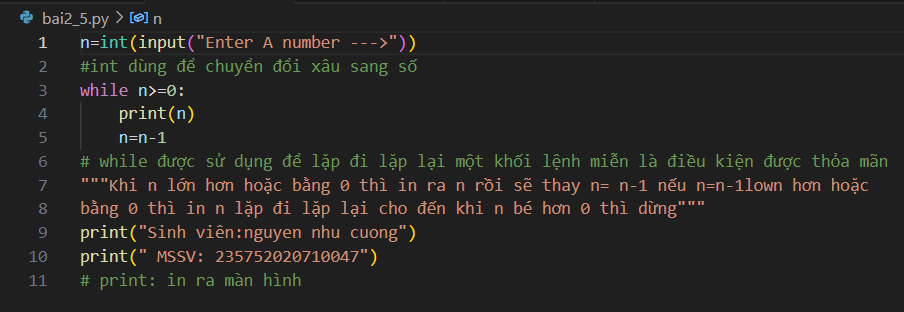 bai2_5.py > n
1 n=int(input("Enter A number --->"))
2 #int dùng để chuyển đổi xâu sang số
3 while n>=0:
4     print(n)
5     n=n-1
6 # while được sử dụng để lặp đi lặp lại một khối lệnh miễn là điều kiện được thỏa mãn
7 """Khi n lớn hơn hoặc bằng 0 thì in ra n rồi sẽ thay n= n-1 nếu n=n-1lown hơn hoặc
8 bằng 0 thì in n lặp đi lặp lại cho đến khi n bé hơn 0 thì dừng"""
9 print("Sinh viên:nguyen nhu cuong")
10 print(" MSSV: 235752020710047")
11 # print: in ra màn hình